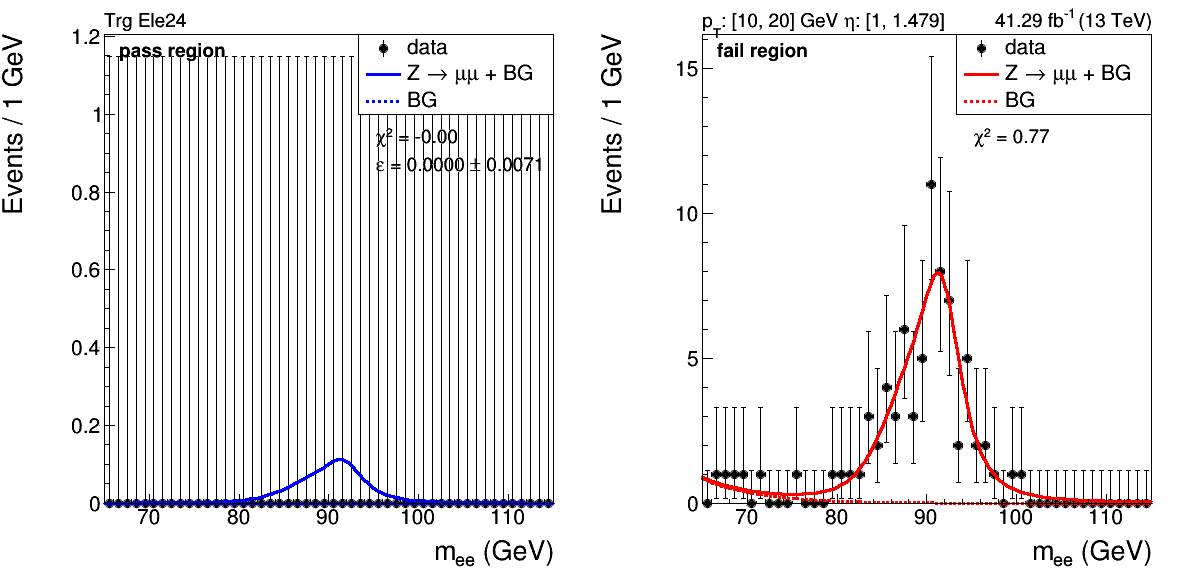 Trg Ele24
pass region
data
Z → μμ + BG
BG
χ² = -0.00
ε = 0.0000 ± 0.0071
Events / 1 GeV
1.2
1
0.8
0.6
0.4
0.2
0
70 80 90 100 110
m_ee (GeV)
p_T: [10, 20] GeV η: [1, 1.479] 41.29 fb⁻¹ (13 TeV)
fail region
data
Z → μμ + BG
BG
χ² = 0.77
Events / 1 GeV
15
10
5
0
70 80 90 100 110
m_ee (GeV)